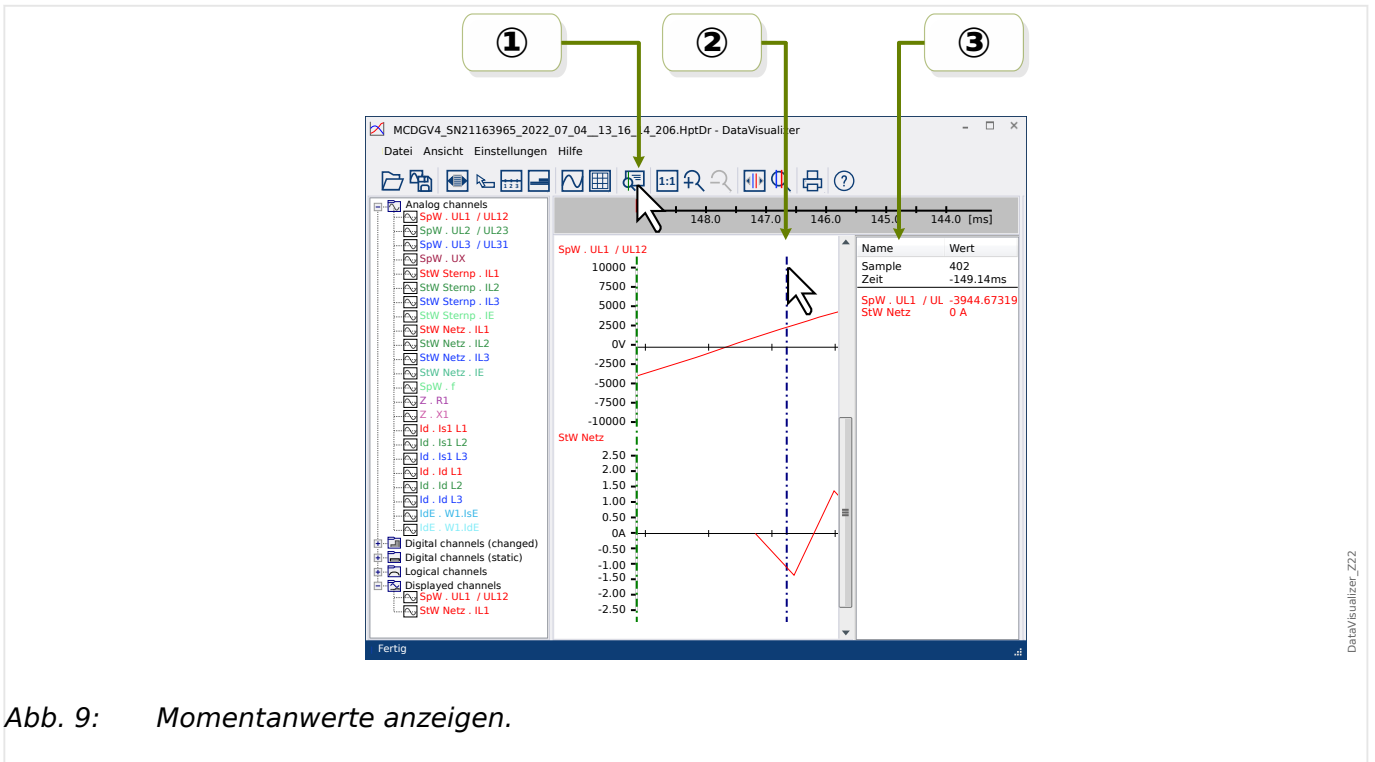 ① ② ③
MCDGV4_SN21163965_2022_07_04__13_16_14_206.HptDr - DataVisualizer
Datei Ansicht Einstellungen Hilfe
1 2 3 1:1 ?
Analog channels
SpW . UL1 / UL12
SpW . UL2 / UL23
SpW . UL3 / UL31
SpW . UX
StW Sternp . IL1
StW Sternp . IL2
StW Sternp . IL3
StW Sternp . IE
StW Netz . IL1
StW Netz . IL2
StW Netz . IL3
StW Netz . IE
SpW . f
Z . R1
Z . X1
Id . Is1 L1
Id . Is1 L2
Id . Is1 L3
Id . Id L1
Id . Id L2
Id . Id L3
IdE . W1.IsE
IdE . W1.IdE
Digital channels (changed)
Digital channels (static)
Logical channels
Displayed channels
SpW . UL1 / UL12
StW Netz . IL1
148.0 147.0 146.0 145.0 144.0 [ms]
SpW . UL1 / UL12
10000
7500
5000
2500
0V
-2500
-5000
-7500
-10000
StW Netz
2.50
2.00
1.50
1.00
0.50
0A
-0.50
-1.00
-1.50
-2.00
-2.50
Name Wert
Sample 402
Zeit -149.14ms
SpW . UL1 / UL -3944.67319
StW Netz 0 A
Fertig
DataVisualizer_Z22
Abb. 9: Momentanwerte anzeigen.